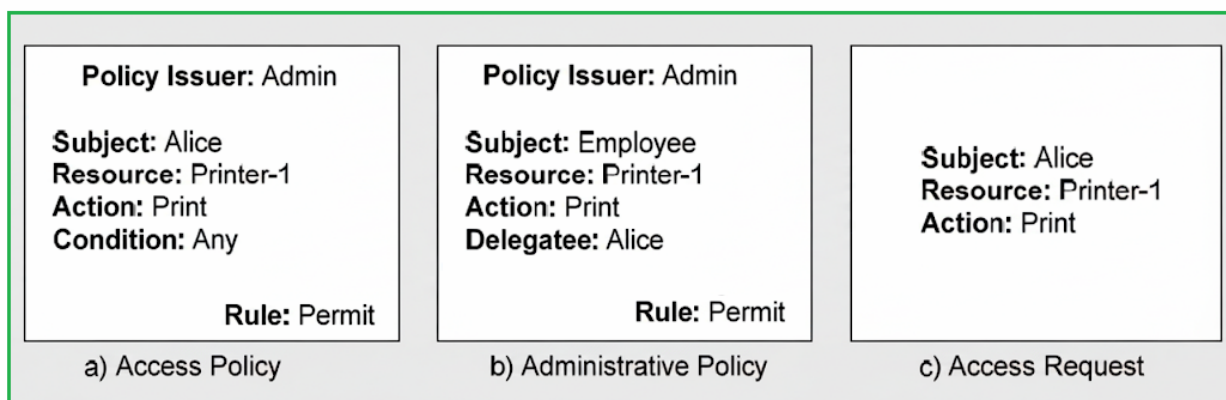 Policy Issuer: Admin
Subject: Alice
Resource: Printer-1
Action: Print
Condition: Any
Rule: Permit
a) Access Policy
Policy Issuer: Admin
Subject: Employee
Resource: Printer-1
Action: Print
Delegatee: Alice
Rule: Permit
b) Administrative Policy
Subject: Alice
Resource: Printer-1
Action: Print
c) Access Request